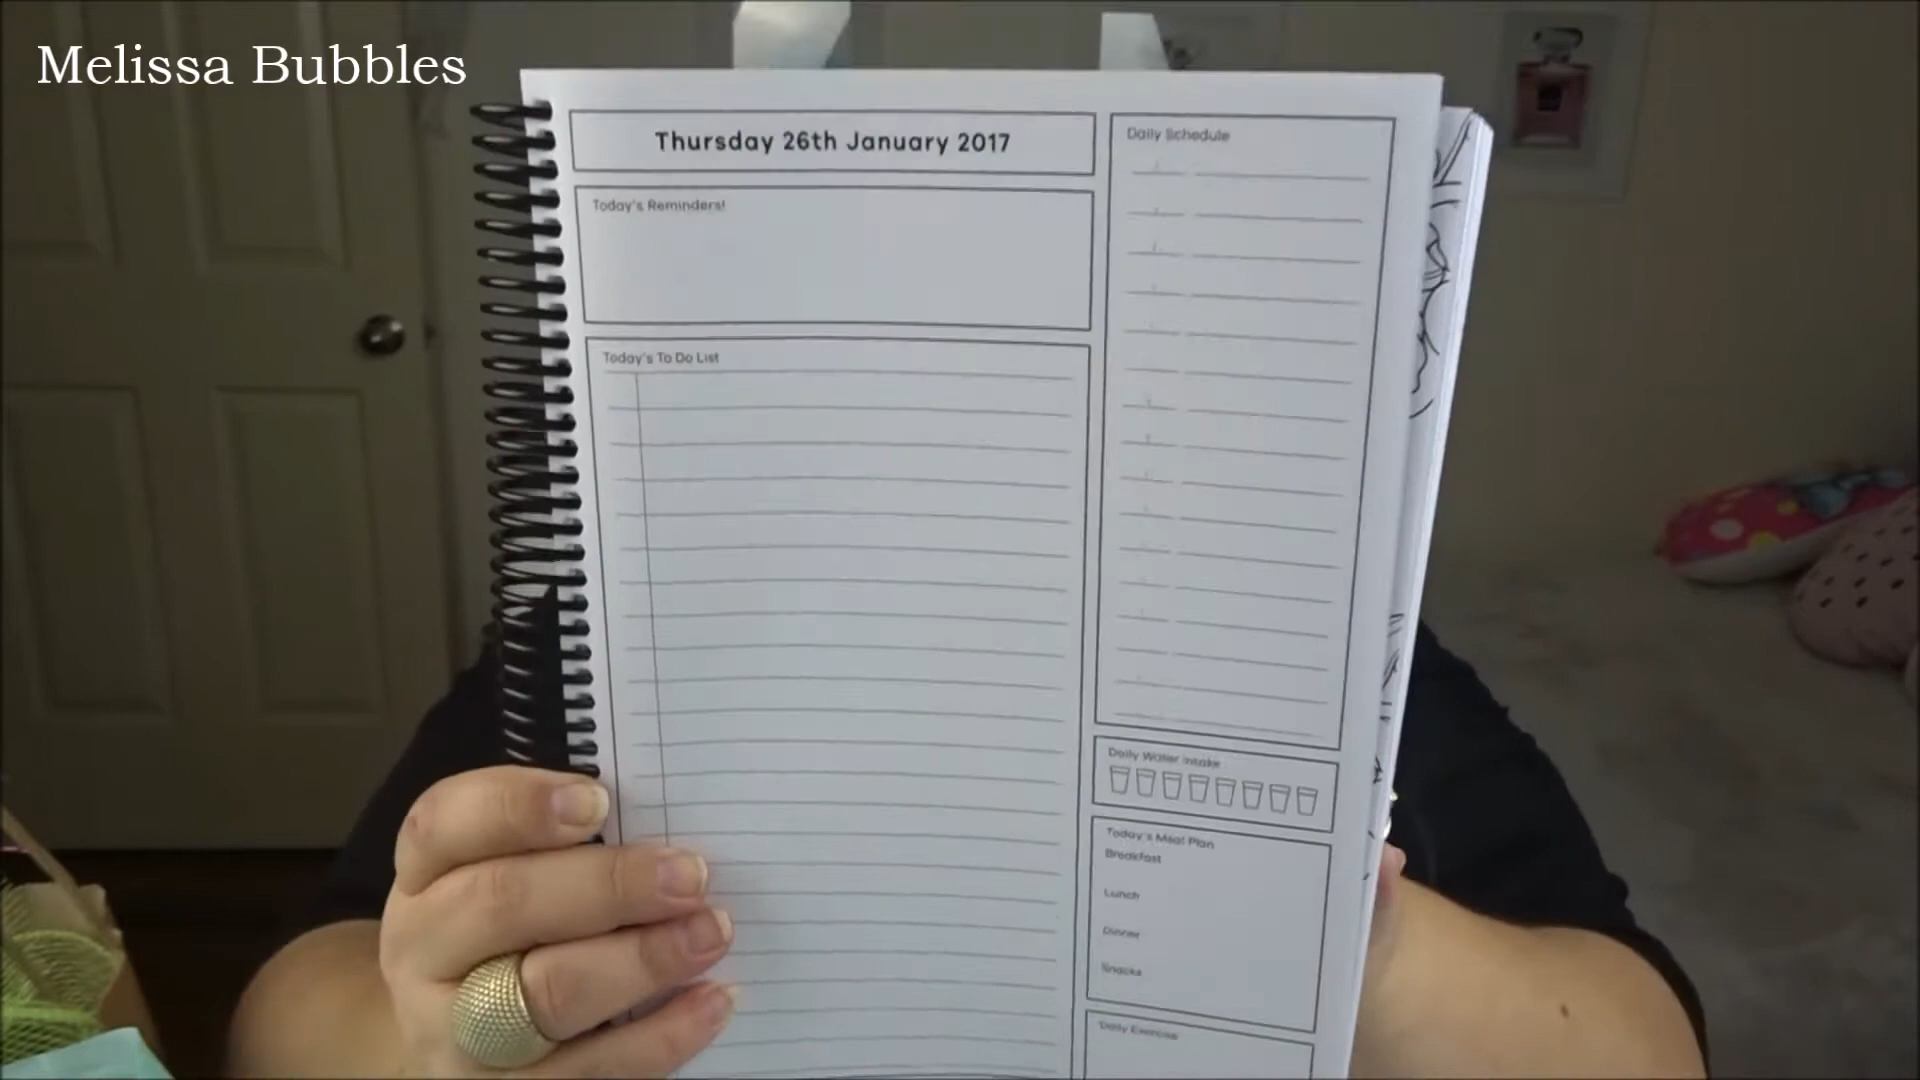 Melissa Bubbles
Thursday 26th January 2017
Today's Reminders!
Today's To Do List
Daily Schedule
Daily Water Intake
Today's Meal Plan
Breakfast
Lunch
Dinner
Snacks
Daily Exercise